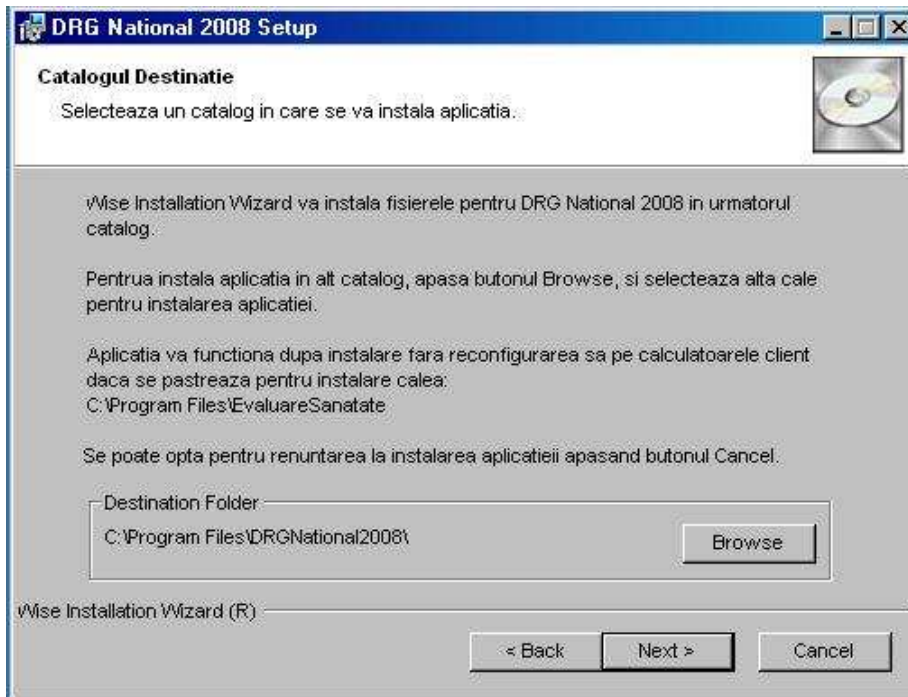 DRG National 2008 Setup
Catalogul Destinatie
Selecteaza un catalog in care se va instala aplicatia.
Wise Installation Wizard va instala fisierele pentru DRG National 2008 in urmatorul
catalog.
Pentrua instala aplicatia in alt catalog, apasa butonul Browse, si selecteaza alta cale
pentru instalarea aplicatiei.
Aplicatia va functiona dupa instalare fara reconfigurarea sa pe calculatoarele client
daca se pastreaza pentru instalare calea:
C:\Program Files\EvaluareSanatate
Se poate opta pentru renuntarea la instalarea aplicatieii apasand butonul Cancel.
Destination Folder
C:\Program Files\DRGNational2008\
Browse
Wise Installation Wizard (R)
< Back
Next >
Cancel